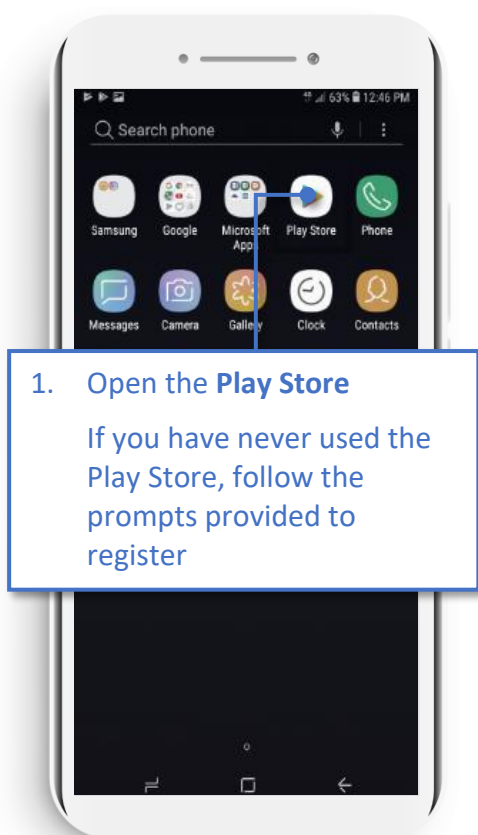 63% 12:46 PM
Search phone
Samsung Google Microsoft Apps Play Store Phone
Messages Camera Gallery Clock Contacts
1. Open the Play Store
If you have never used the
Play Store, follow the
prompts provided to
register